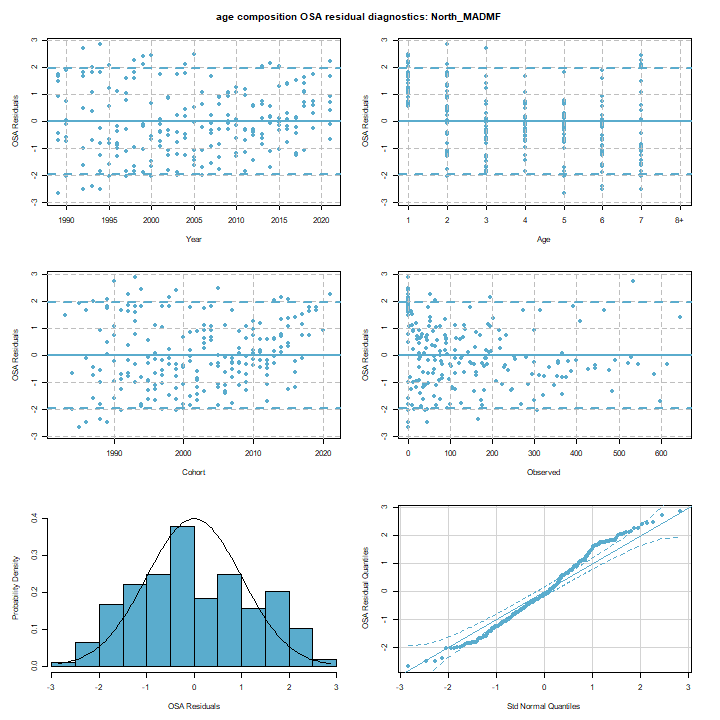 age composition OSA residual diagnostics: North_MADMF
3
2
1
0
-1
-2
-3
OSA Residuals
1990 1995 2000 2005 2010 2015 2020
Year
3
2
1
0
-1
-2
-3
OSA Residuals
1 2 3 4 5 6 7 8+
Age
3
2
1
0
-1
-2
-3
OSA Residuals
1990 2000 2010 2020
Cohort
3
2
1
0
-1
-2
-3
OSA Residuals
0 100 200 300 400 500 600
Observed
0.4
0.3
0.2
0.1
0.0
Probability Density
-3 -2 -1 0 1 2 3
OSA Residuals
3
2
1
0
-1
-2
OSA Residual Quantiles
-3 -2 -1 0 1 2 3
Std Normal Quantiles